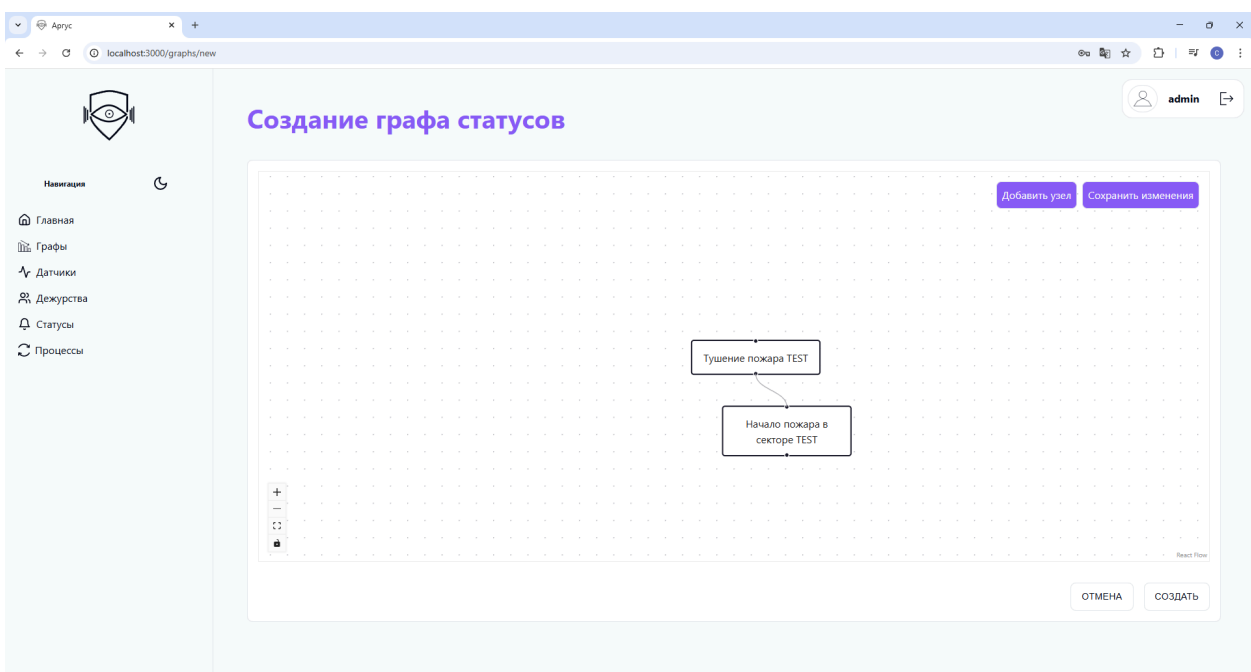 Аргус
localhost:3000/graphs/new
C
admin
Создание графа статусов
Навигация
Главная
Графы
Датчики
Дежурства
Статусы
Процессы
Добавить узел
Сохранить изменения
Тушение пожара TEST
Начало пожара в
секторе TEST
React Flow
ОТМЕНА
СОЗДАТЬ